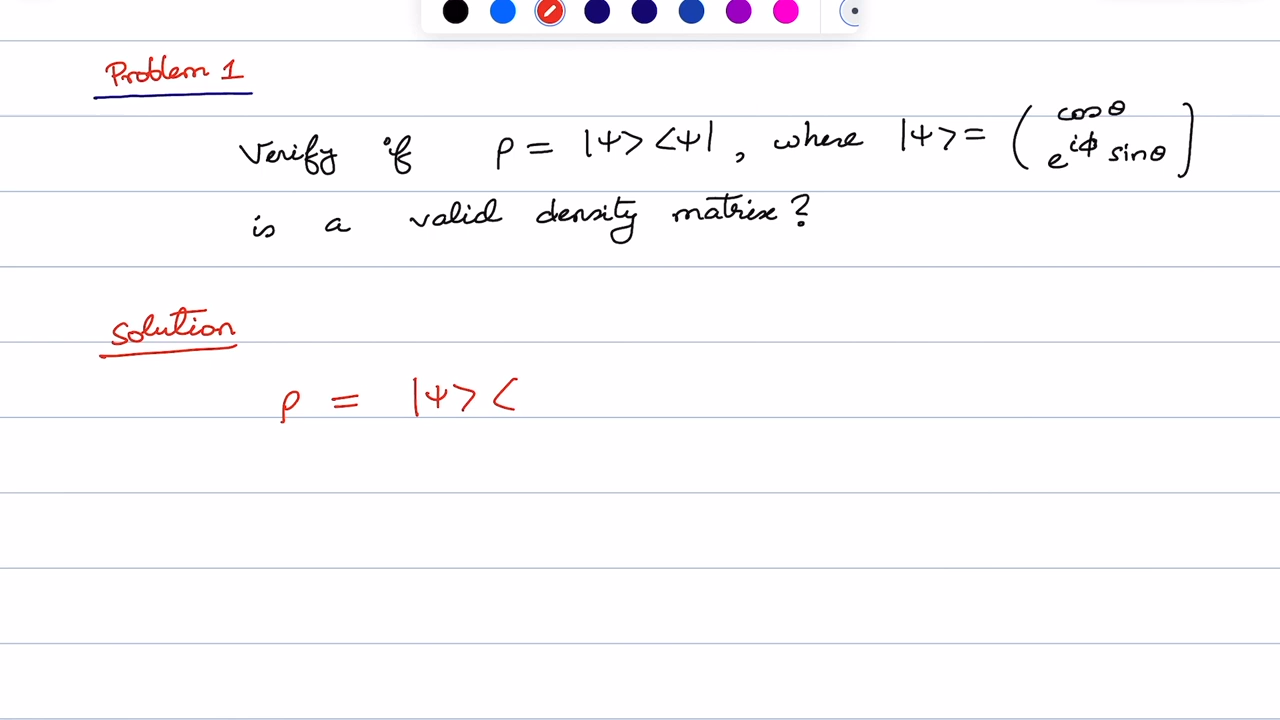 Problem 1
Verify if ρ = |ψ> <ψ|, where |ψ> = ( cosθ
e^{iϕ} sinθ )
is a valid density matrix?
Solution
ρ = |ψ> <